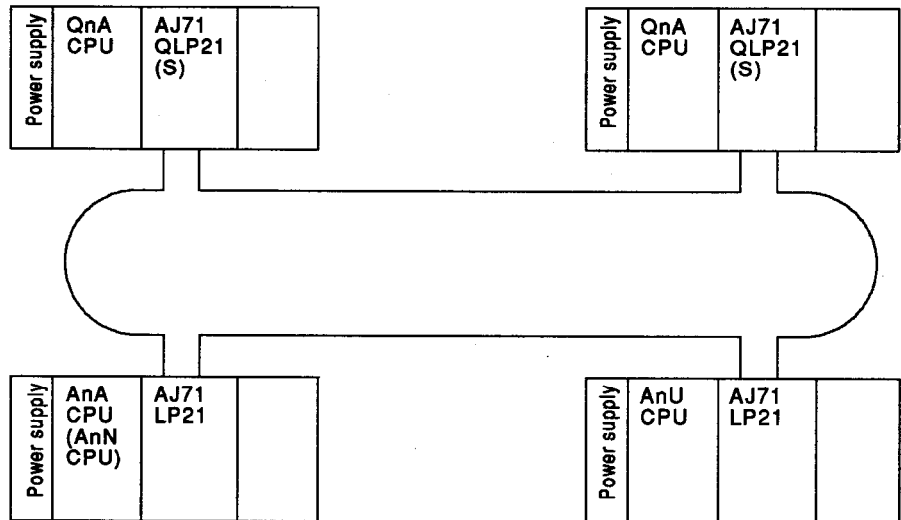 Power supply
QnA
CPU
AJ71
QLP21
(S)
Power supply
QnA
CPU
AJ71
QLP21
(S)
Power supply
AnA
CPU
(AnN
CPU)
AJ71
LP21
Power supply
AnU
CPU
AJ71
LP21